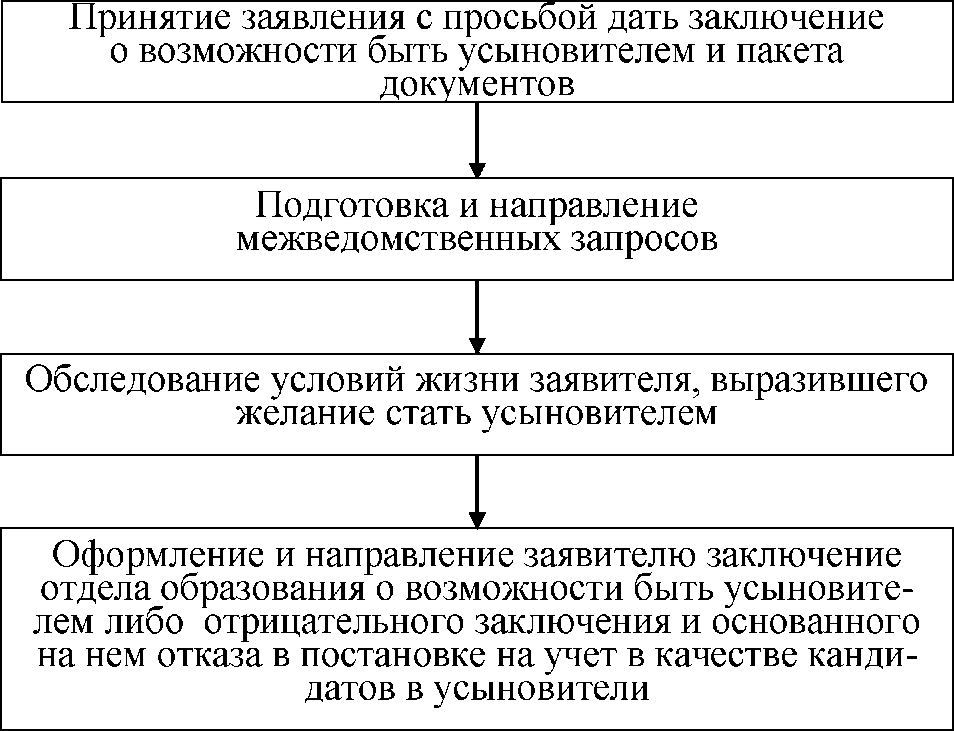 Принятие заявления с просьбой дать заключение
о возможности быть усыновителем и пакета
документов
Подготовка и направление
межведомственных запросов
Обследование условий жизни заявителя, выразившего
желание стать усыновителем
Оформление и направление заявителю заключение
отдела образования о возможности быть усыновите-
лем либо  отрицательного заключения и основанного
на нем отказа в постановке на учет в качестве канди-
датов в усыновители